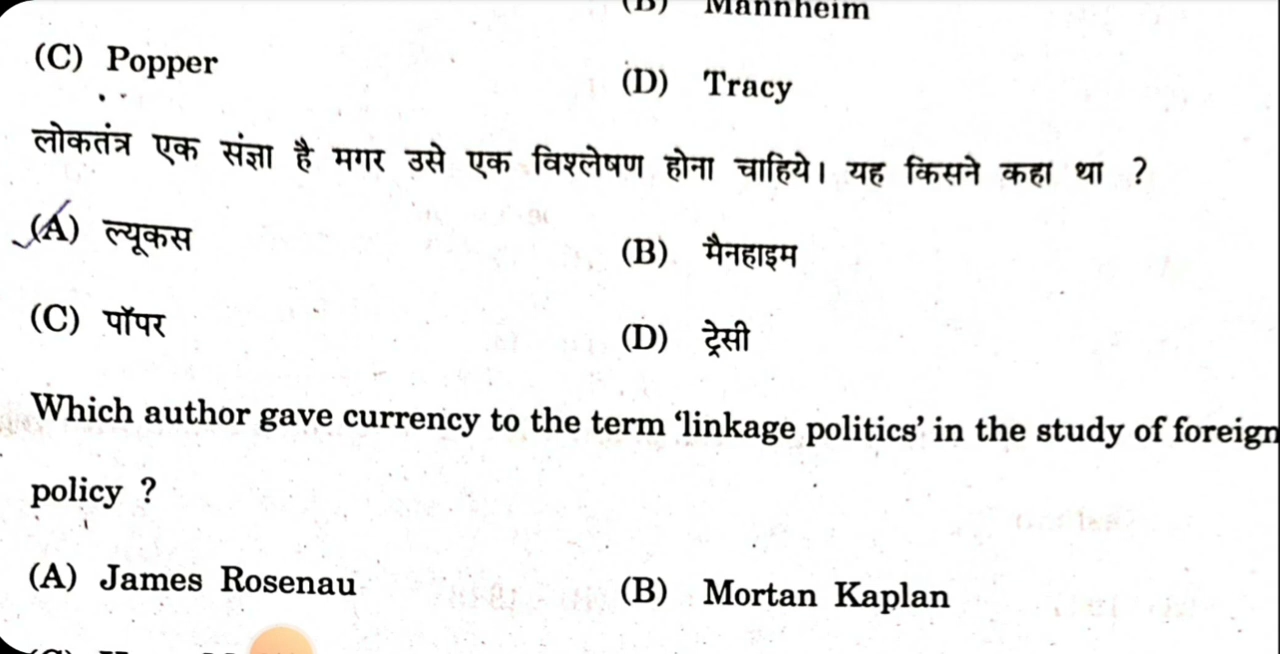 (B) Mannheim
(C) Popper
(D) Tracy
लोकतंत्र एक संज्ञा है मगर उसे एक विश्लेषण होना चाहिये। यह किसने कहा था ?
(A) ल्यूकस
(B) मैनहाइम
(C) पॉपर
(D) ट्रेसी
Which author gave currency to the term ‘linkage politics’ in the study of foreign
policy ?
(A) James Rosenau
(B) Mortan Kaplan